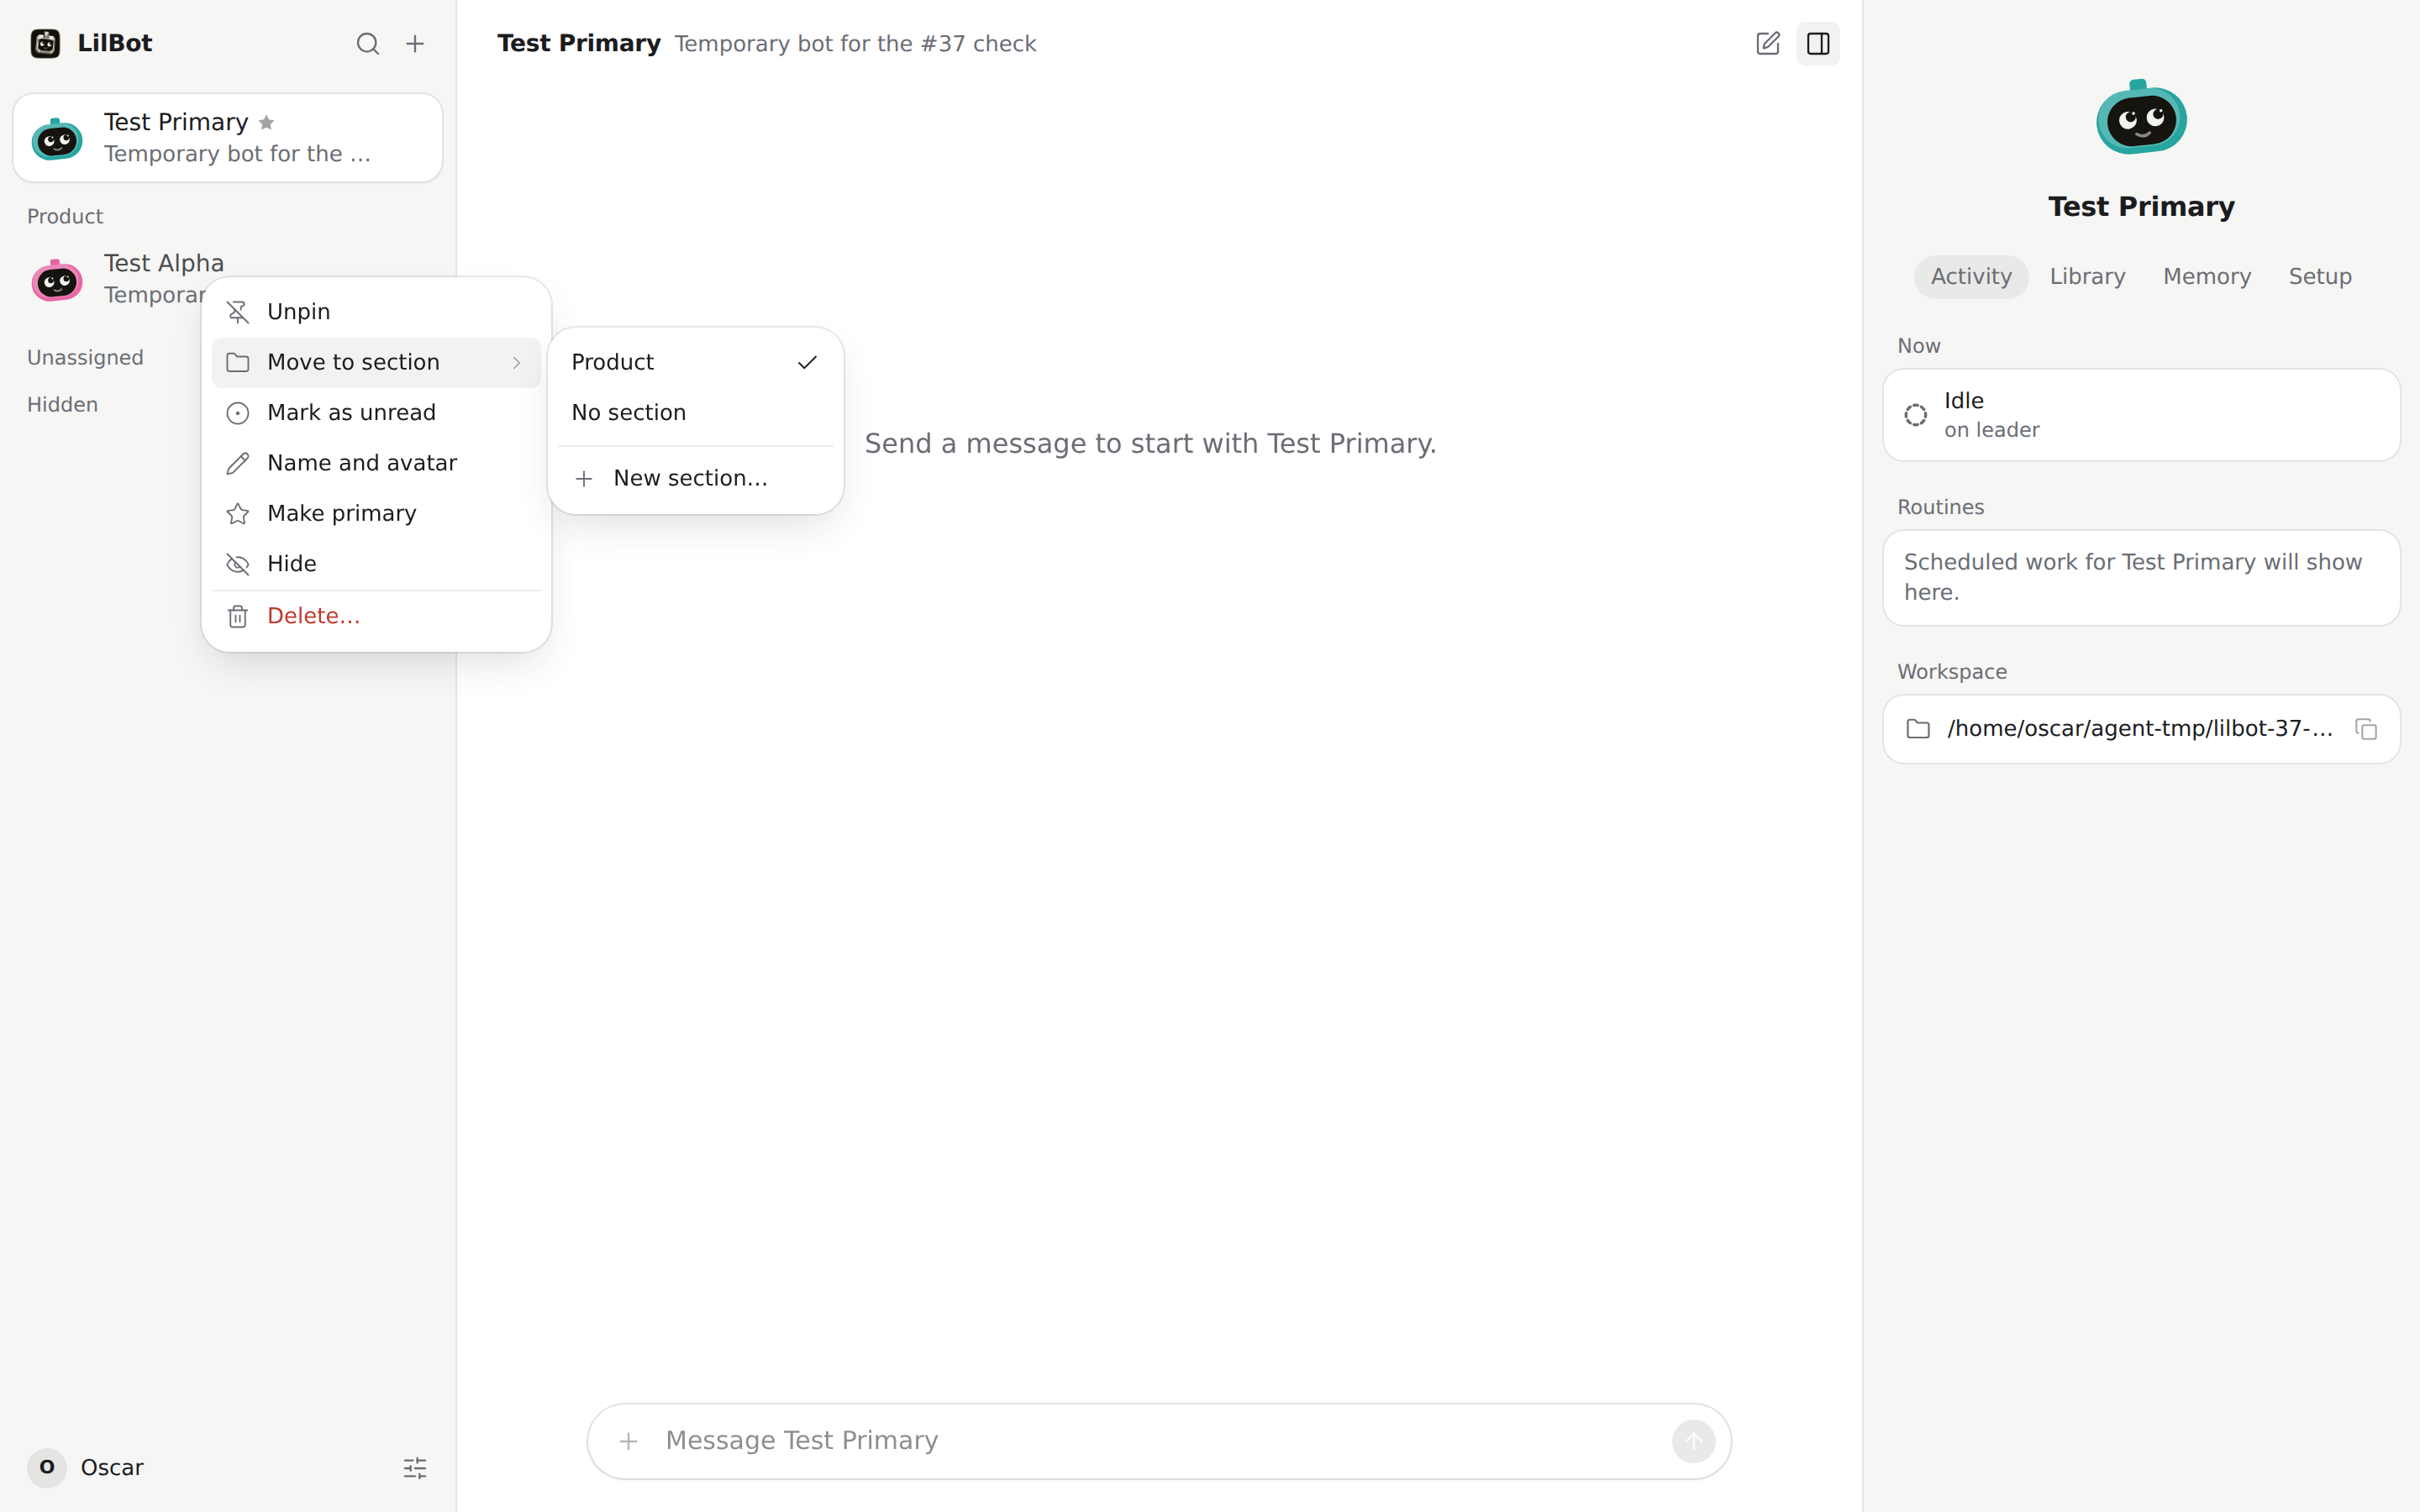 LilBot
Test Primary
Temporary bot for the …
Product
Test Alpha
Temporar
Unassigned
Hidden
Unpin
Move to section
Mark as unread
Name and avatar
Make primary
Hide
Delete…
Product
No section
New section…
O
Oscar
Test Primary Temporary bot for the #37 check
Send a message to start with Test Primary.
Message Test Primary
Test Primary
Activity Library Memory Setup
Now
Idle
on leader
Routines
Scheduled work for Test Primary will show
here.
Workspace
/home/oscar/agent-tmp/lilbot-37-…